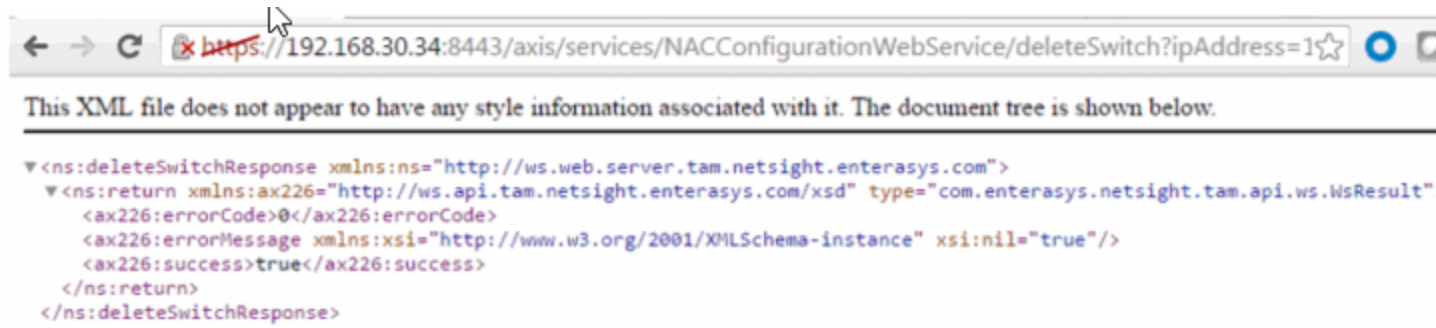 https://192.168.30.34:8443/axis/services/NACConfigurationWebService/deleteSwitch?ipAddress=1
This XML file does not appear to have any style information associated with it. The document tree is shown below.
▼<ns:deleteSwitchResponse xmlns:ns="http://ws.web.server.tam.netsight.enterasys.com">
▼<ns:return xmlns:ax226="http://ws.api.tam.netsight.enterasys.com/xsd" type="com.enterasys.netsight.tam.api.ws.WsResult"
<ax226:errorCode>0</ax226:errorCode>
<ax226:errorMessage xmlns:xsi="http://www.w3.org/2001/XMLSchema-instance" xsi:nil="true"/>
<ax226:success>true</ax226:success>
</ns:return>
</ns:deleteSwitchResponse>